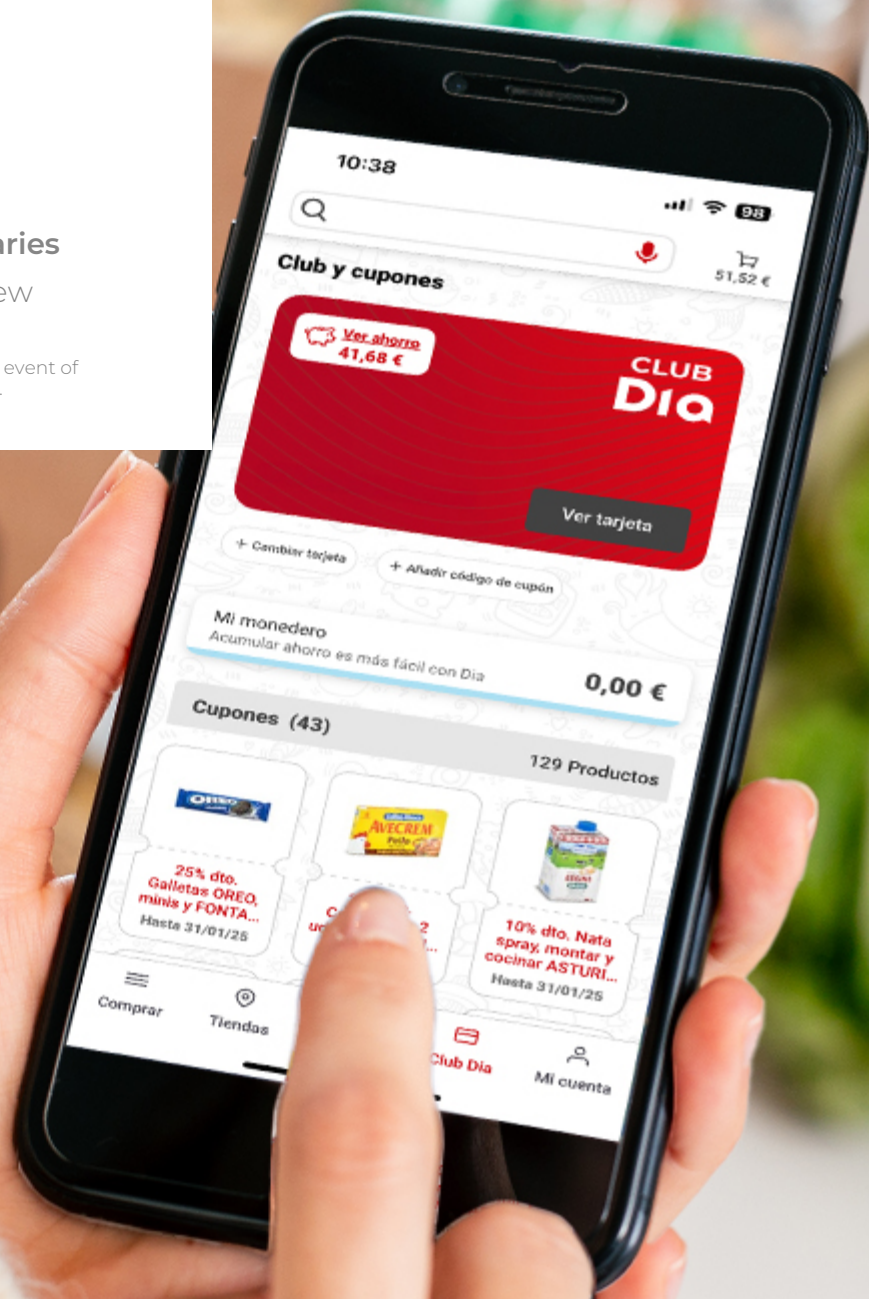 aries
ew
event of
10:38
98
51,52 €
Club y cupones
Ver ahorro
41,68 €
CLUB
Dia
Ver tarjeta
+ Cambiar tarjeta
+ Añadir código de cupón
Mi monedero
Acumular ahorro es más fácil con Dia
0,00 €
Cupones (43)
129 Productos
OREO
AVECREM
Pollo
25% dto.
Galletas OREO,
minis y FONTA...
Hasta 31/01/25
2
10% dto. Nata
spray, montar y
cocinar ASTURI...
Hasta 31/01/25
Comprar
Tiendas
Club Dia
Mi cuenta